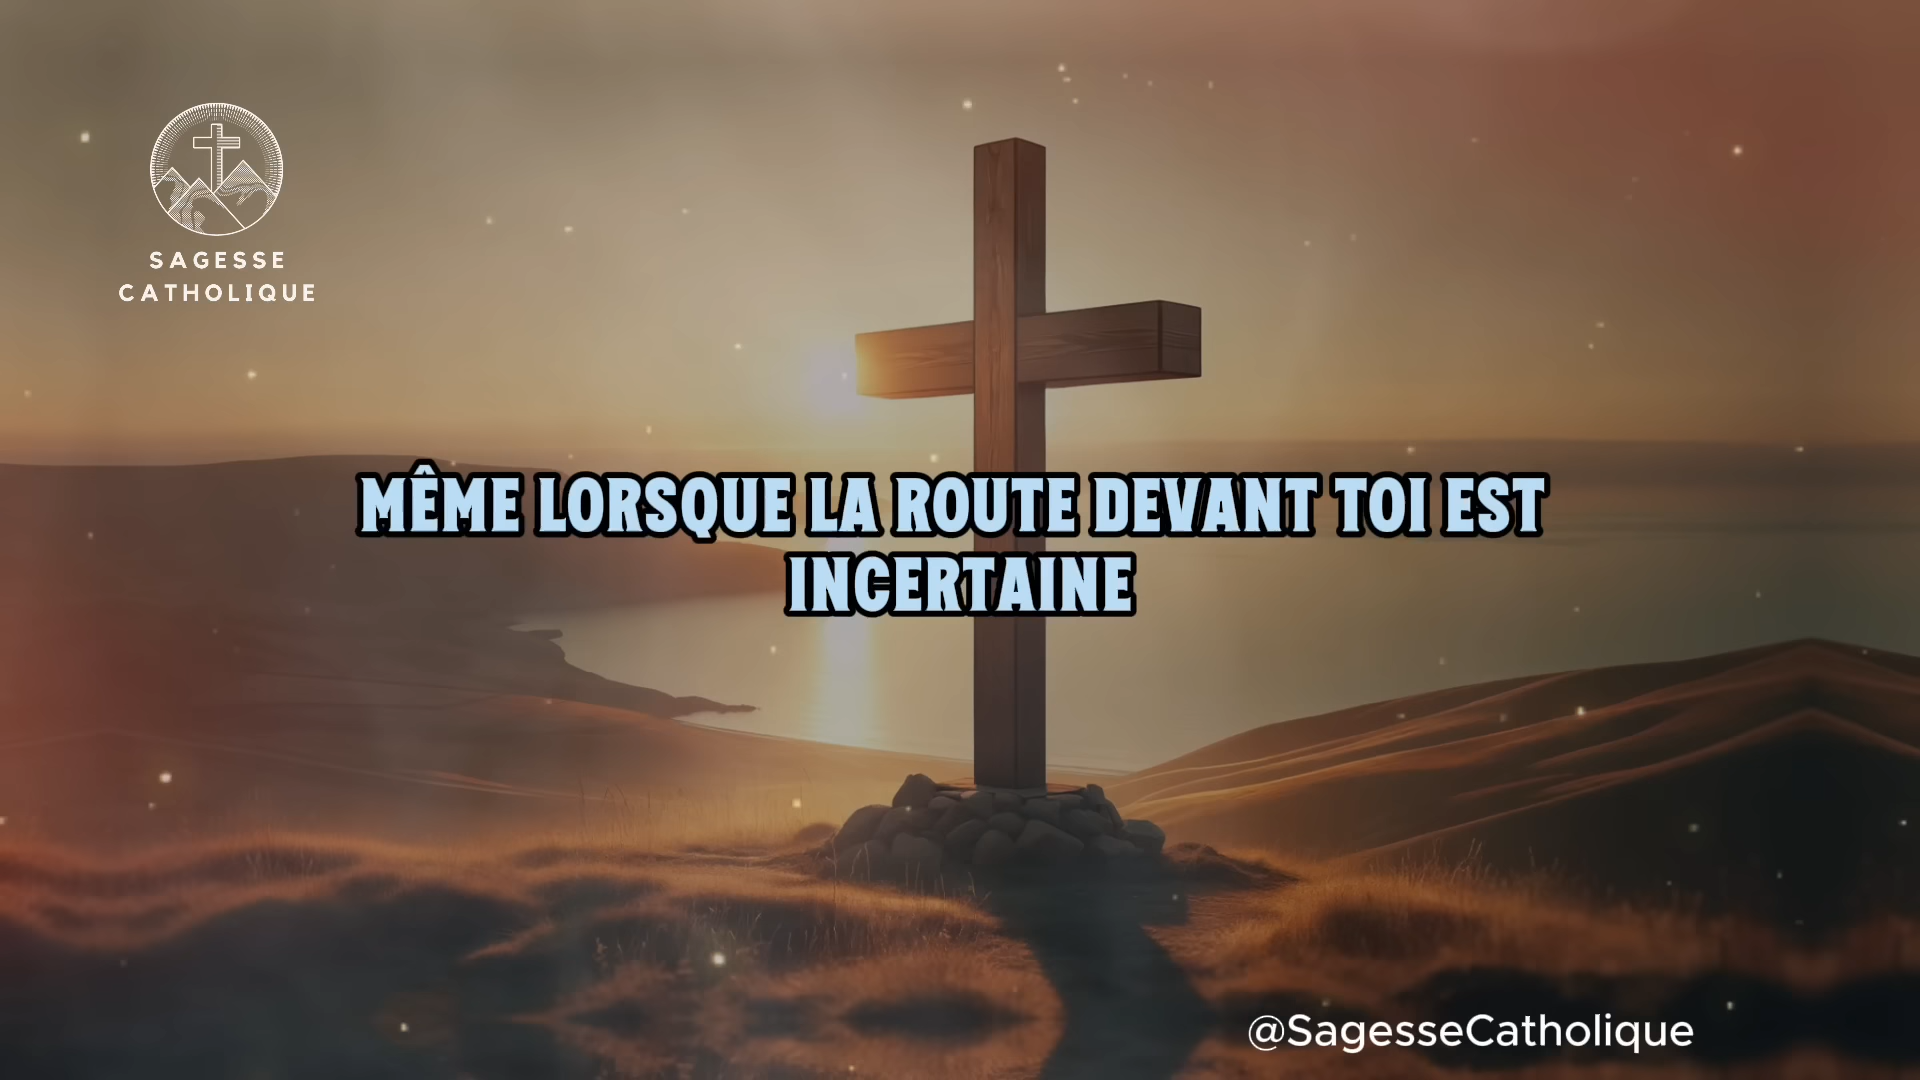 SAGESSE
CATHOLIQUE
MÊME LORSQUE LA ROUTE DEVANT TOI EST
INCERTAINE
@SagesseCatholique